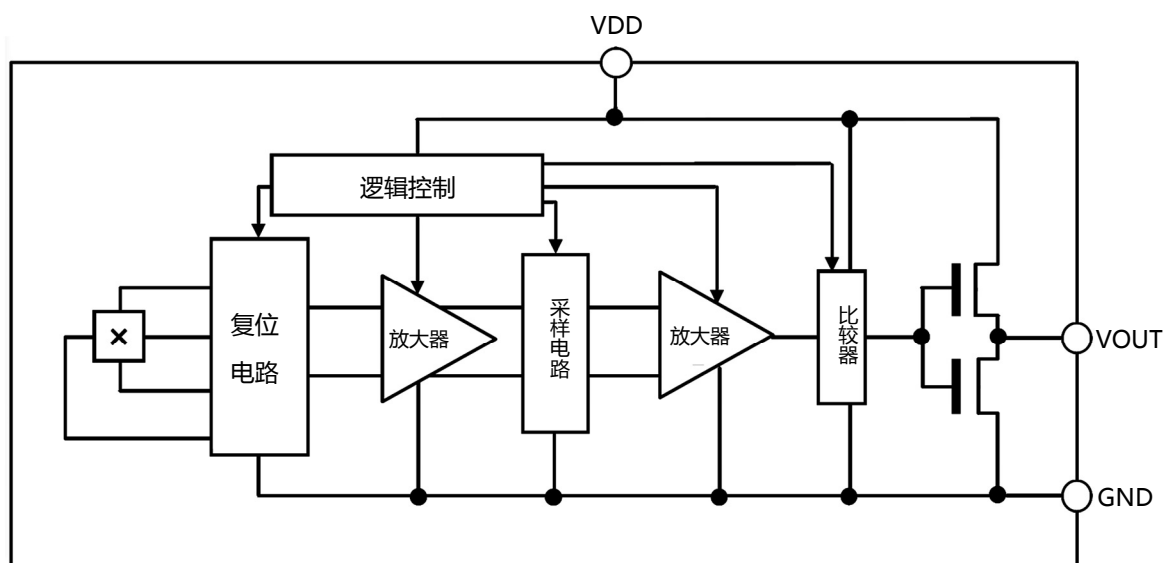 VDD
逻辑控制
复位
电路
×
放大器
采
样
电
路
放大器
比
较
器
VOUT
GND